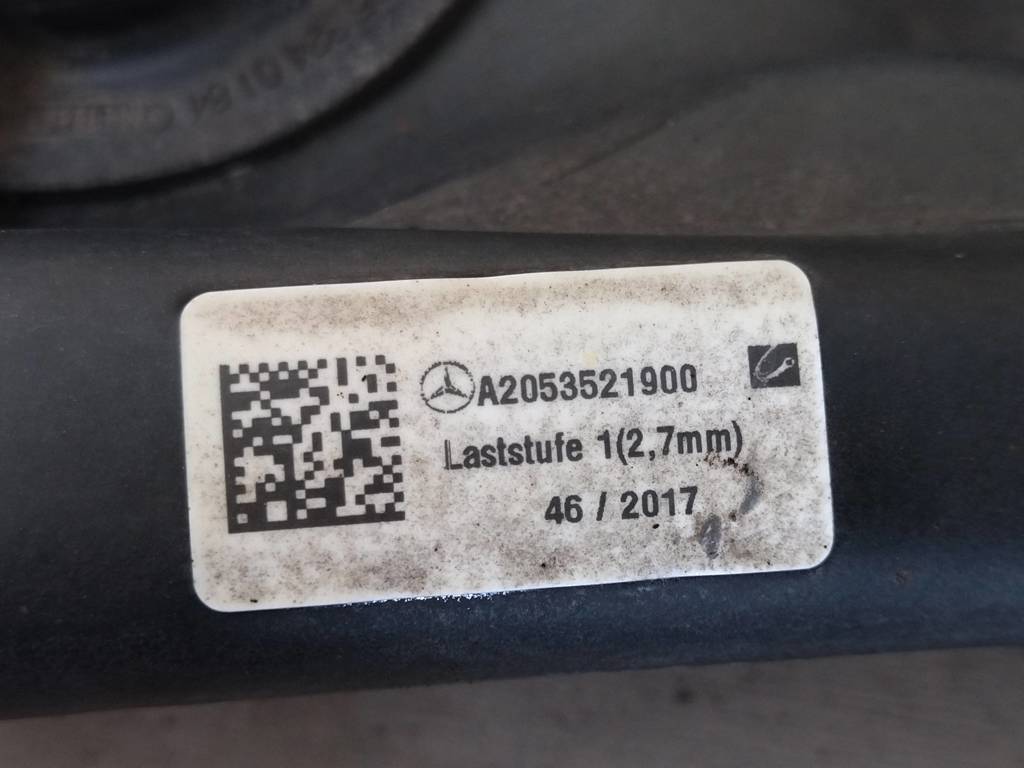 A2053521900
Laststufe 1(2,7mm)
46 / 2017